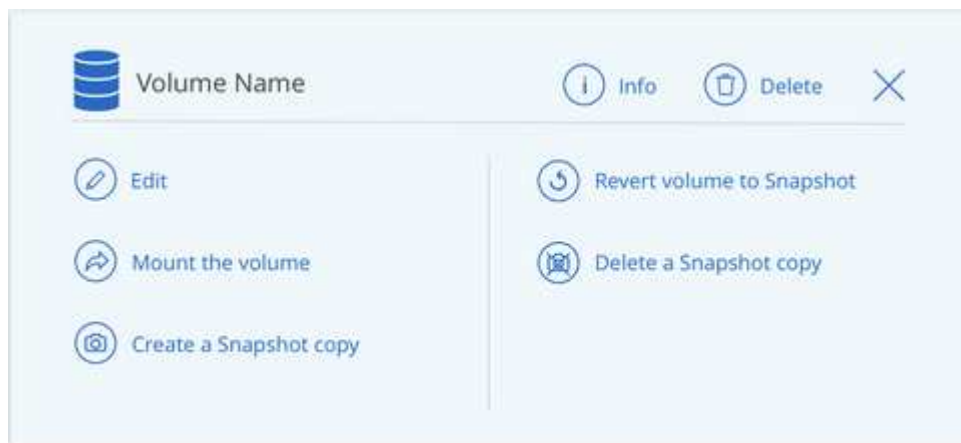 Volume Name
Info
Delete
Edit
Mount the volume
Create a Snapshot copy
Revert volume to Snapshot
Delete a Snapshot copy